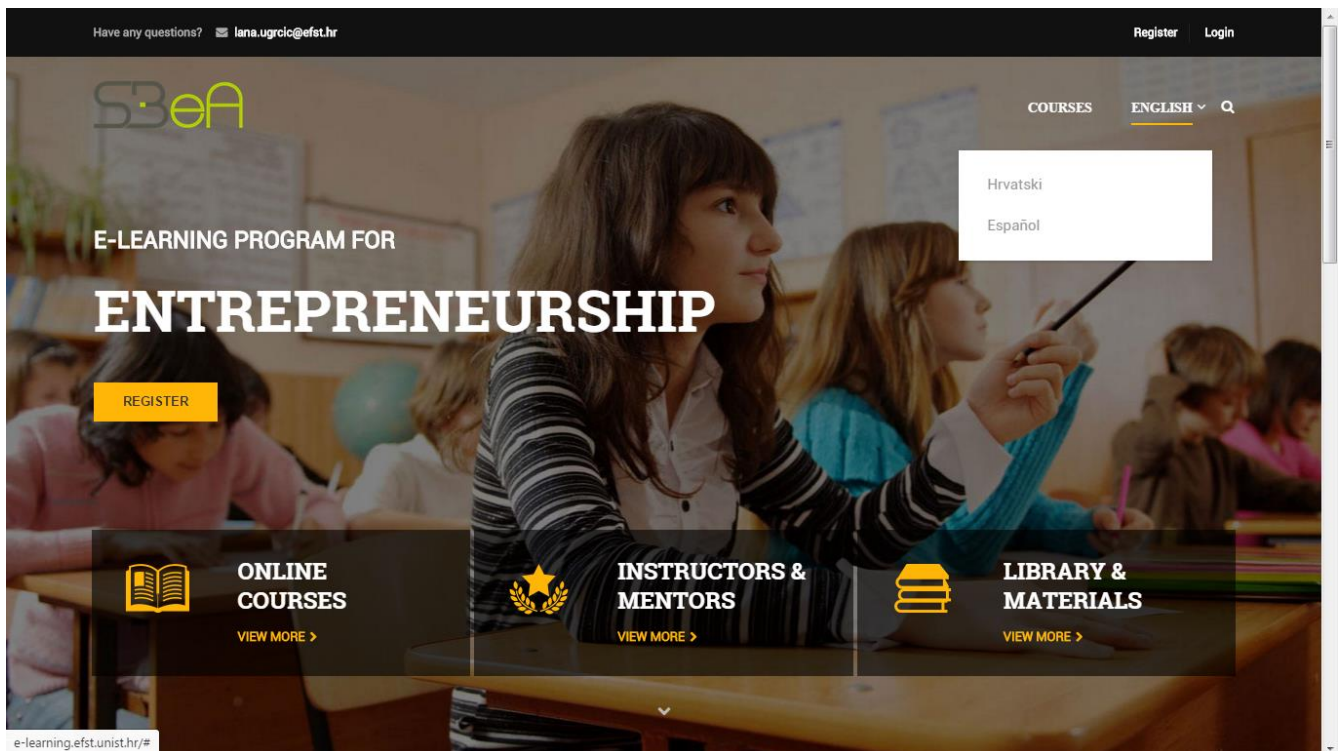 Have any questions? lana.ugrcic@efst.hr
Register Login
SBeA
COURSES ENGLISH
Hrvatski
Español
E-LEARNING PROGRAM FOR
ENTREPRENEURSHIP
REGISTER
ONLINE
COURSES
VIEW MORE >
INSTRUCTORS &
MENTORS
VIEW MORE >
LIBRARY &
MATERIALS
VIEW MORE >
e-learning.efst.unist.hr/#